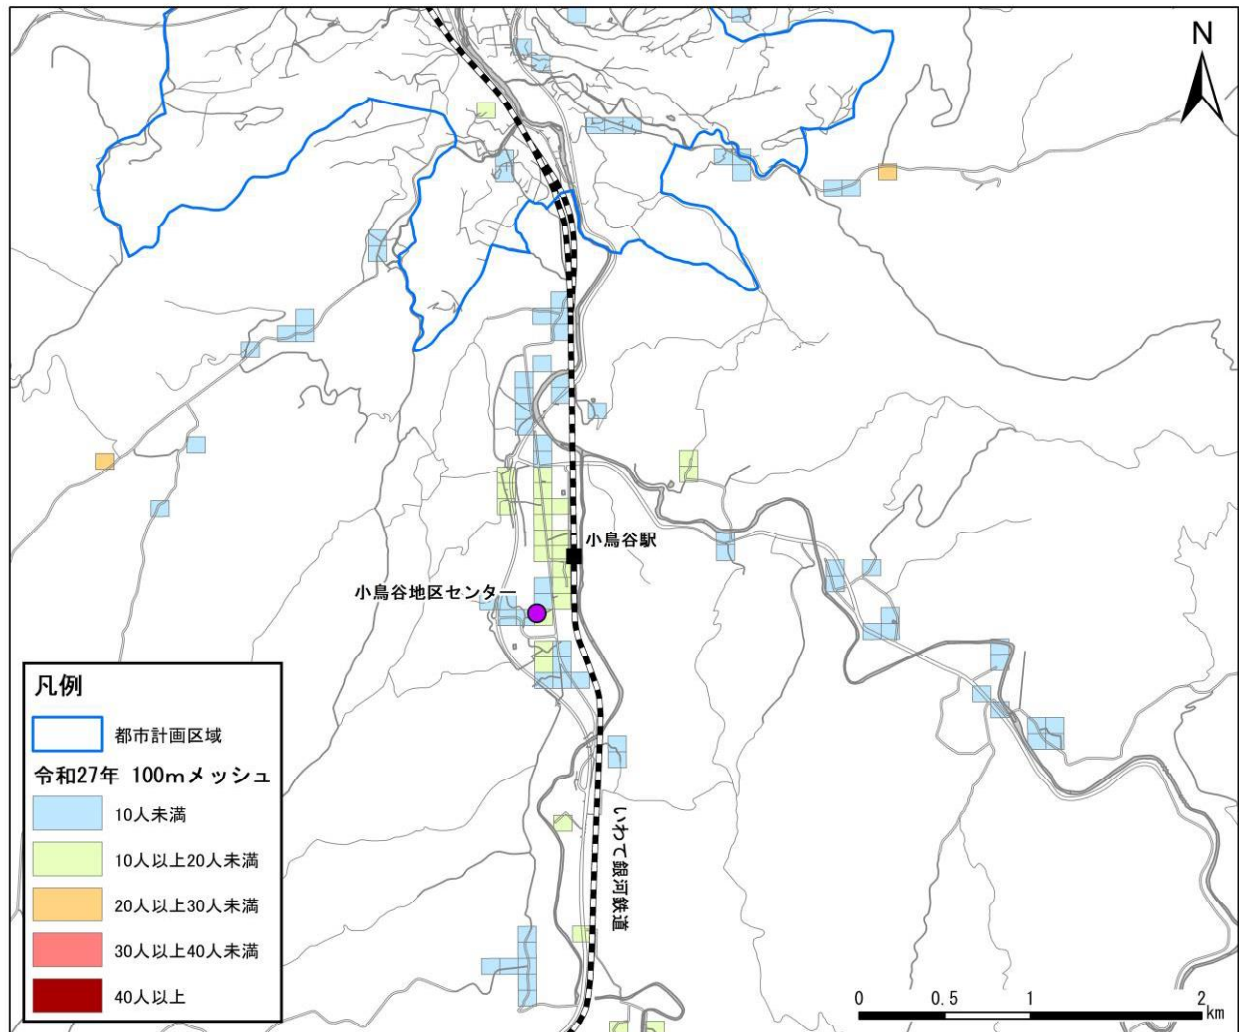 N
小鳥谷駅
小鳥谷地区センター
いわて銀河鉄道
凡例
都市計画区域
令和27年 100mメッシュ
10人未満
10人以上20人未満
20人以上30人未満
30人以上40人未満
40人以上
0 0.5 1 2
km